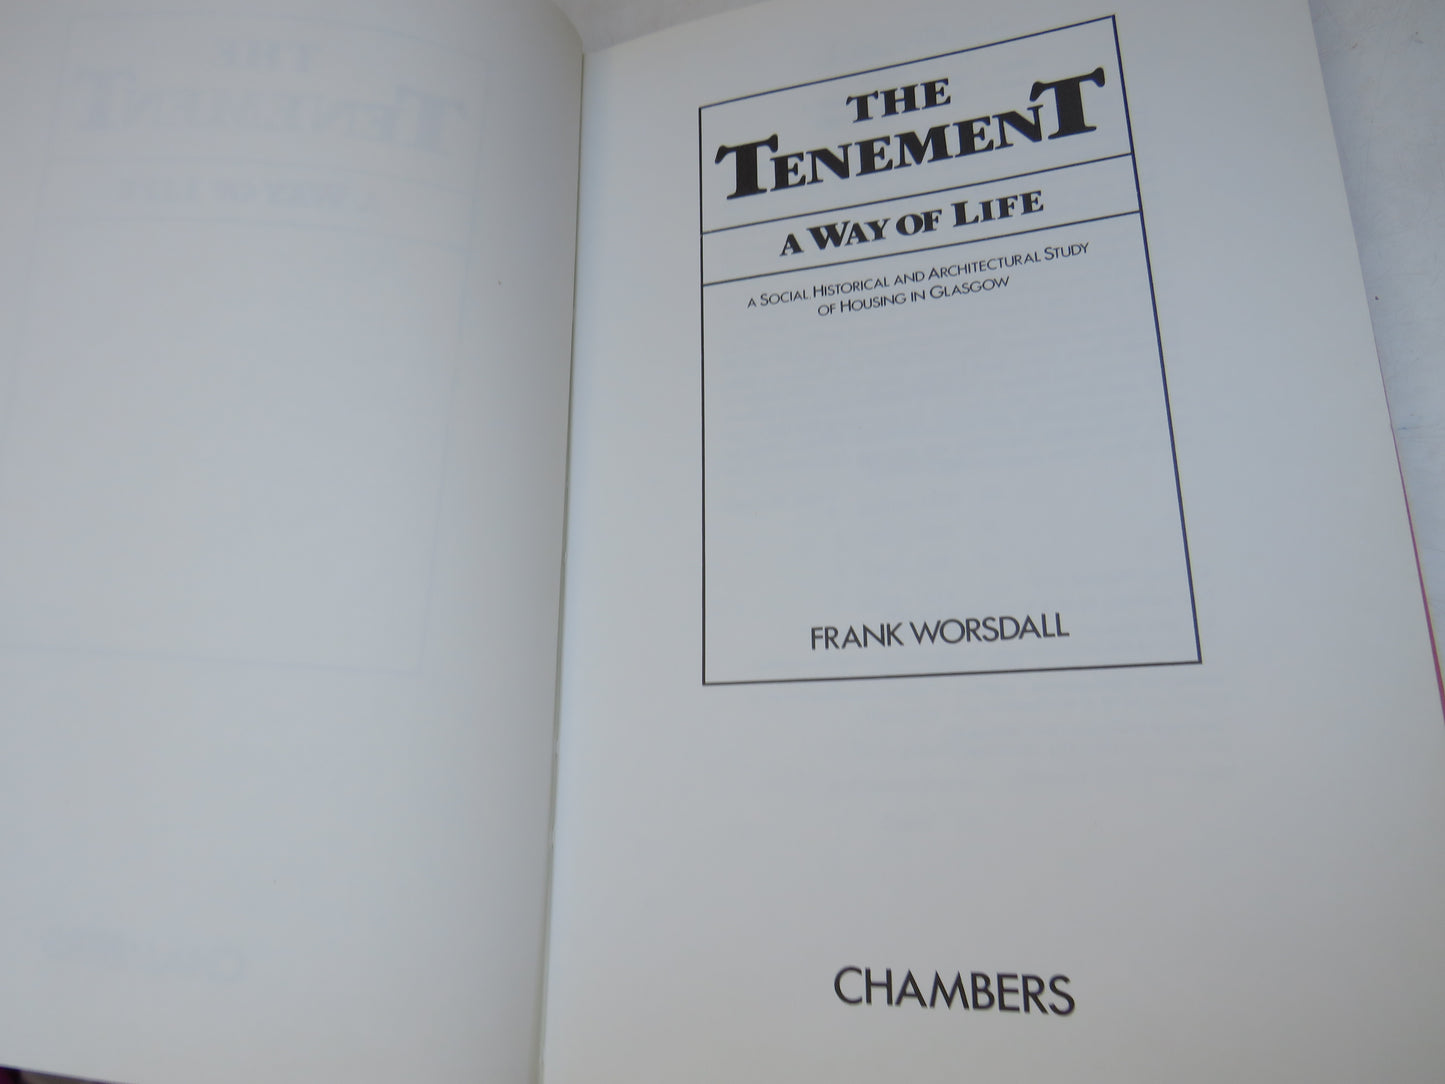 THE
TENEMENT
A WAY OF LIFE
A SOCIAL, HISTORICAL AND ARCHITECTURAL STUDY
OF HOUSING IN GLASGOW
FRANK WORSDALL
CHAMBERS